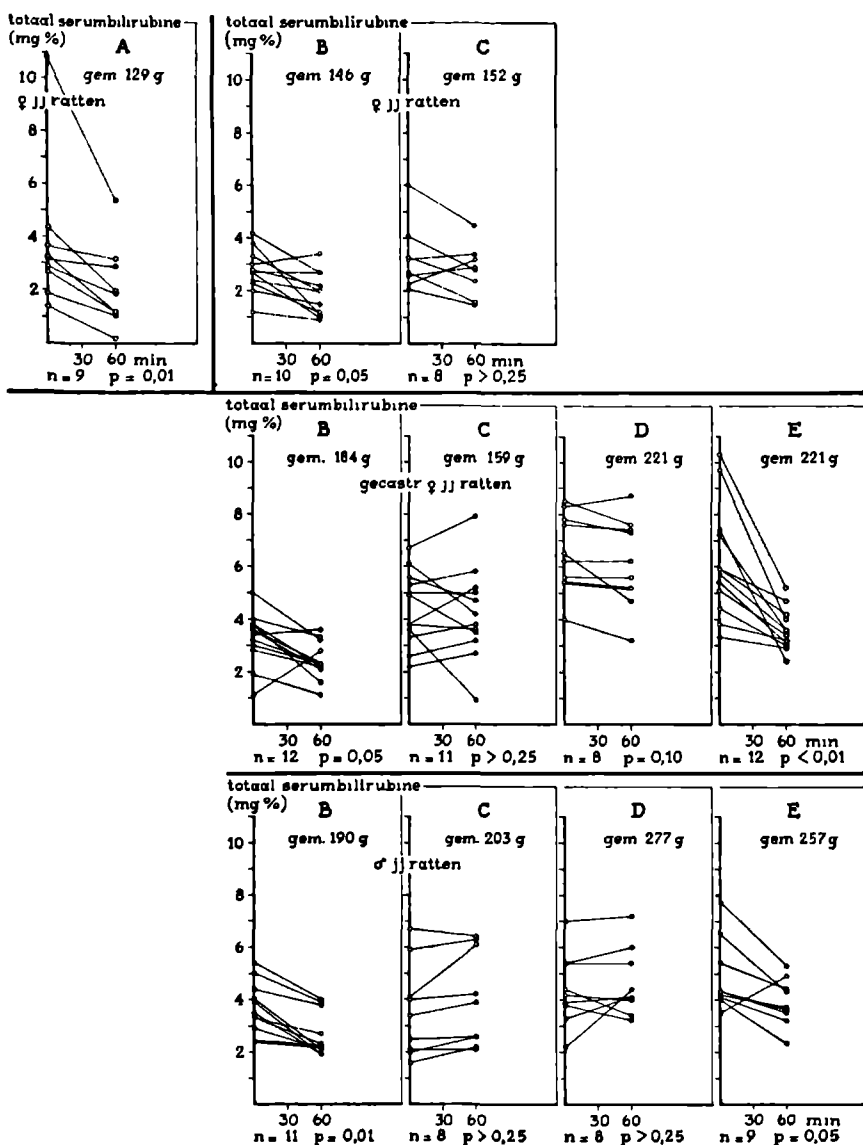 totaal serumbilirubine totaal serumbilirubine
(mg %) A (mg %) B C
gem 129 g gem 146 g gem 152 g
♀ jj ratten ♀ jj ratten
10 10
8 8
6 6
4 4
2 2
30 60 min 30 60 30 60 min
n = 9 p = 0,01 n = 10 p = 0,05 n = 8 p > 0,25
totaal serumbilirubine
(mg %) B C D E
gem. 184 g gem 159 g gem 221 g gem 221 g
gecastr ♀ jj ratten
10
8
6
4
2
30 60 30 60 30 60 30 60 min
n = 12 p = 0,05 n = 11 p > 0,25 n = 8 p = 0,10 n = 12 p < 0,01
totaal serumbilirubine
(mg %) B C D E
gem. 190 g gem. 203 g gem 277 g gem 257 g
♂ jj ratten
10
8
6
4
2
30 60 30 60 30 60 30 60 min
n = 11 p = 0,01 n = 8 p > 0,25 n = 8 p > 0,25 n = 9 p = 0,05